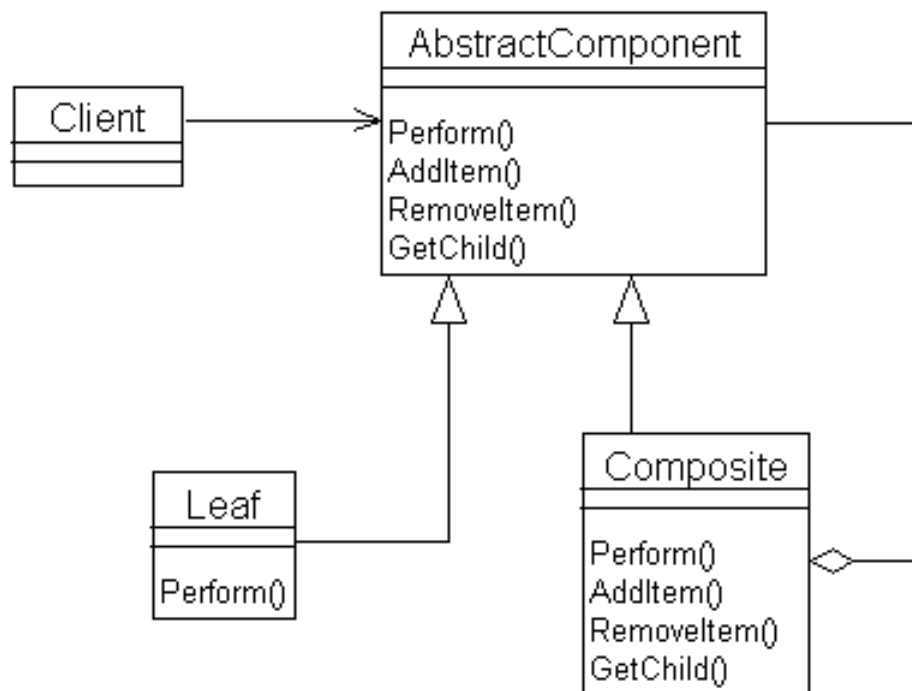 AbstractComponent
Client
Perform()
AddItem()
RemoveItem()
GetChild()
Composite
Leaf
Perform()
Perform()
AddItem()
RemoveItem()
GetChild()